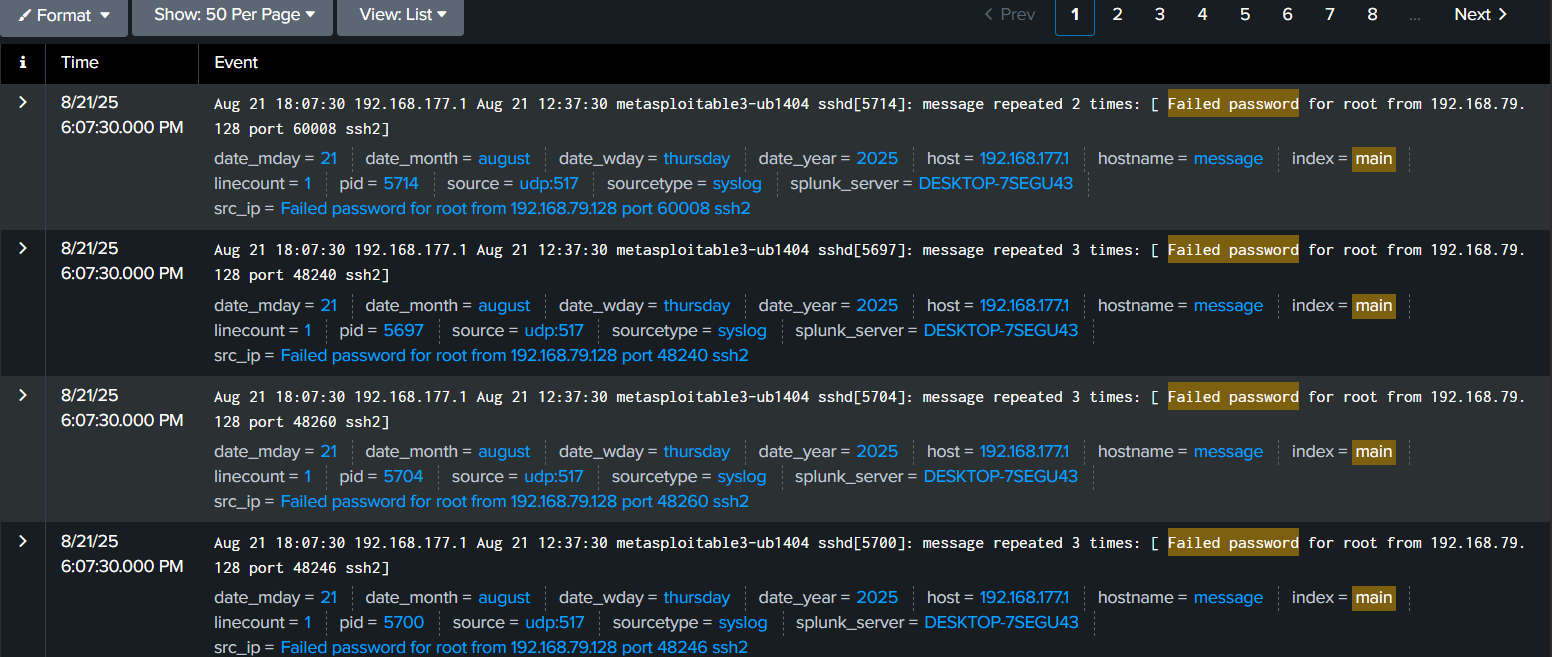 Format Show: 50 Per Page View: List Prev 1 2 3 4 5 6 7 8 ... Next
i Time Event
8/21/25
6:07:30.000 PM
Aug 21 18:07:30 192.168.177.1 Aug 21 12:37:30 metasploitable3-ub1404 sshd[5714]: message repeated 2 times: [ Failed password for root from 192.168.79.
128 port 60008 ssh2]
date_mday = 21 date_month = august date_wday = thursday date_year = 2025 host = 192.168.177.1 hostname = message index = main
linecount = 1 pid = 5714 source = udp:517 sourcetype = syslog splunk_server = DESKTOP-7SEGU43
src_ip = Failed password for root from 192.168.79.128 port 60008 ssh2
8/21/25
6:07:30.000 PM
Aug 21 18:07:30 192.168.177.1 Aug 21 12:37:30 metasploitable3-ub1404 sshd[5697]: message repeated 3 times: [ Failed password for root from 192.168.79.
128 port 48240 ssh2]
date_mday = 21 date_month = august date_wday = thursday date_year = 2025 host = 192.168.177.1 hostname = message index = main
linecount = 1 pid = 5697 source = udp:517 sourcetype = syslog splunk_server = DESKTOP-7SEGU43
src_ip = Failed password for root from 192.168.79.128 port 48240 ssh2
8/21/25
6:07:30.000 PM
Aug 21 18:07:30 192.168.177.1 Aug 21 12:37:30 metasploitable3-ub1404 sshd[5704]: message repeated 3 times: [ Failed password for root from 192.168.79.
128 port 48260 ssh2]
date_mday = 21 date_month = august date_wday = thursday date_year = 2025 host = 192.168.177.1 hostname = message index = main
linecount = 1 pid = 5704 source = udp:517 sourcetype = syslog splunk_server = DESKTOP-7SEGU43
src_ip = Failed password for root from 192.168.79.128 port 48260 ssh2
8/21/25
6:07:30.000 PM
Aug 21 18:07:30 192.168.177.1 Aug 21 12:37:30 metasploitable3-ub1404 sshd[5700]: message repeated 3 times: [ Failed password for root from 192.168.79.
128 port 48246 ssh2]
date_mday = 21 date_month = august date_wday = thursday date_year = 2025 host = 192.168.177.1 hostname = message index = main
linecount = 1 pid = 5700 source = udp:517 sourcetype = syslog splunk_server = DESKTOP-7SEGU43
src_ip = Failed password for root from 192.168.79.128 port 48246 ssh2